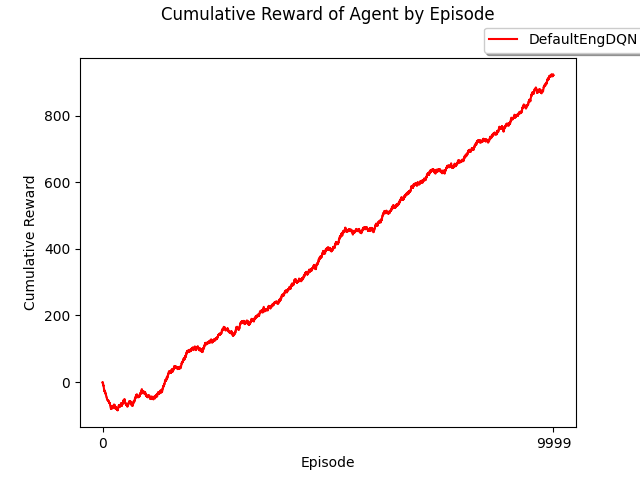 Cumulative Reward of Agent by Episode
DefaultEngDQN
800
600
400
200
0
Cumulative Reward
0
9999
Episode